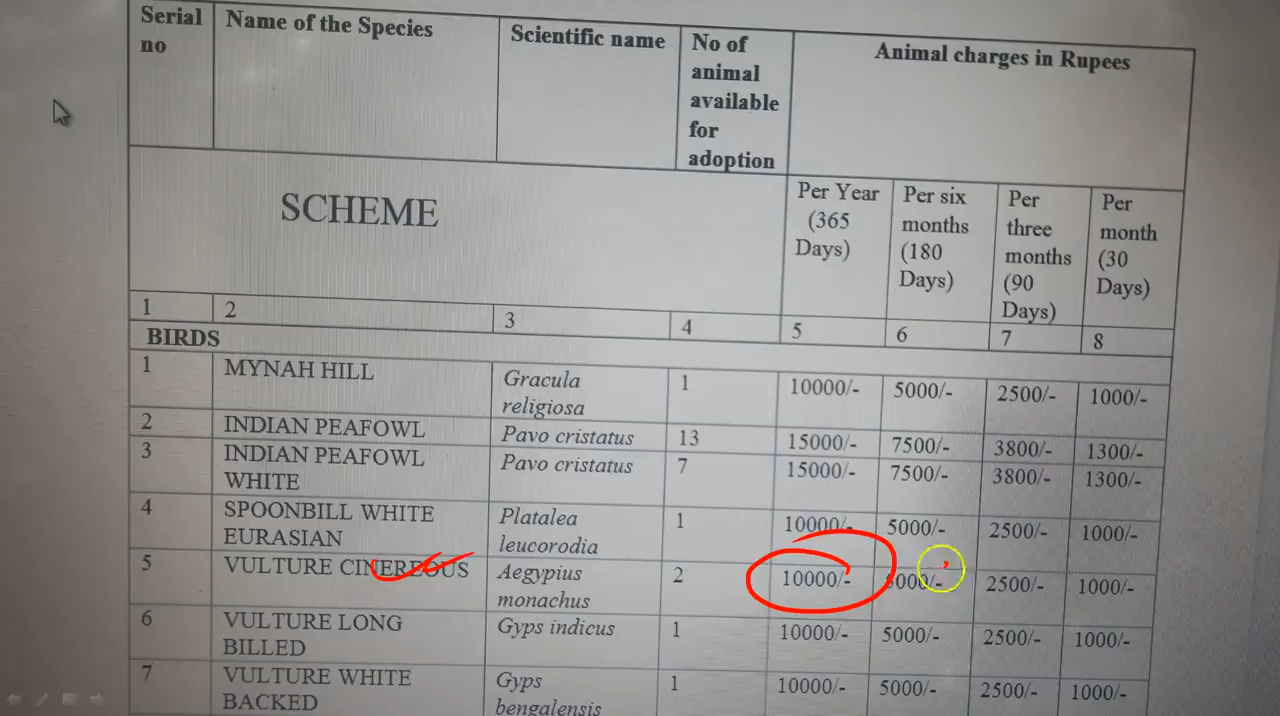 Serial no | Name of the Species | Scientific name | No of animal available for adoption | Animal charges in Rupees
SCHEME | Per Year (365 Days) | Per six months (180 Days) | Per three months (90 Days) | Per month (30 Days)
1 | 2 | 3 | 4 | 5 | 6 | 7 | 8
BIRDS
1 | MYNAH HILL | Gracula religiosa | 1 | 10000/- | 5000/- | 2500/- | 1000/-
2 | INDIAN PEAFOWL | Pavo cristatus | 13 | 15000/- | 7500/- | 3800/- | 1300/-
3 | INDIAN PEAFOWL WHITE | Pavo cristatus | 7 | 15000/- | 7500/- | 3800/- | 1300/-
4 | SPOONBILL WHITE EURASIAN | Platalea leucorodia | 1 | 10000/- | 5000/- | 2500/- | 1000/-
5 | VULTURE CINEREOUS | Aegypius monachus | 2 | 10000/- | 5000/- | 2500/- | 1000/-
6 | VULTURE LONG BILLED | Gyps indicus | 1 | 10000/- | 5000/- | 2500/- | 1000/-
7 | VULTURE WHITE BACKED | Gyps bengalensis | 1 | 10000/- | 5000/- | 2500/- | 1000/-